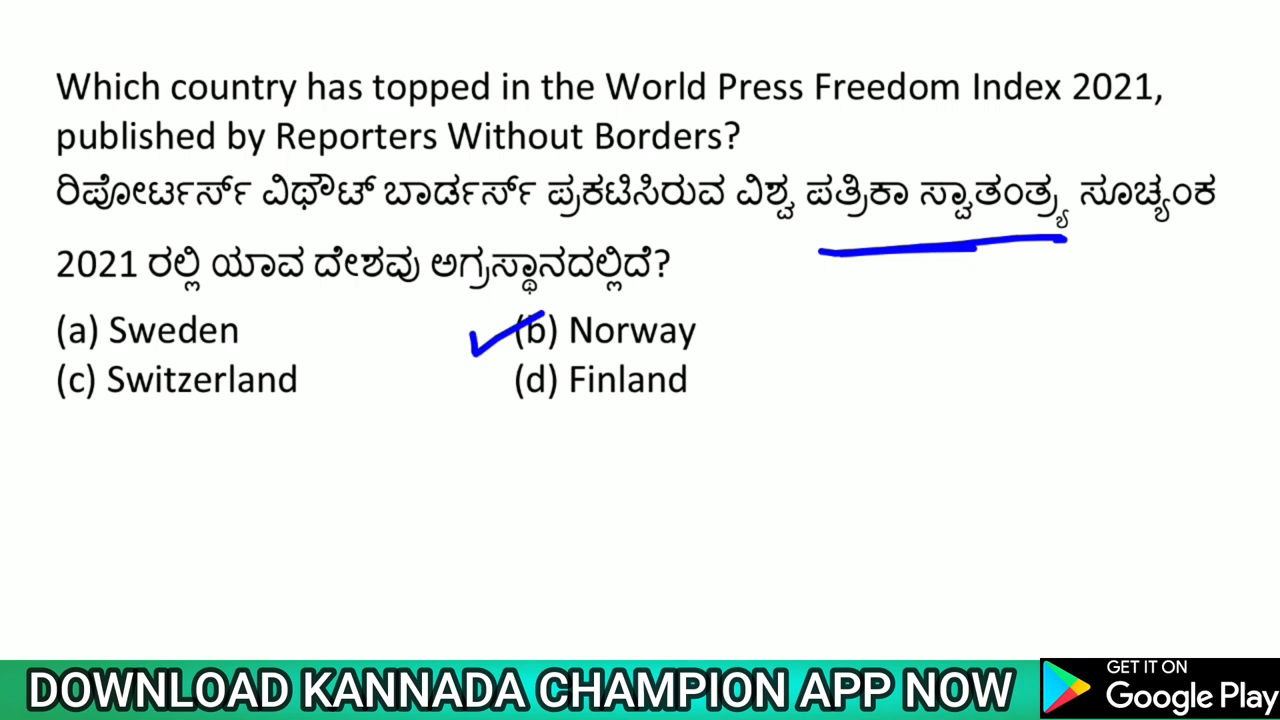 Which country has topped in the World Press Freedom Index 2021,
published by Reporters Without Borders?
ರಿಪೋರ್ಟರ್ಸ್ ವಿಥೌಟ್ ಬಾರ್ಡರ್ಸ್ ಪ್ರಕಟಿಸಿರುವ ವಿಶ್ವ ಪತ್ರಿಕಾ ಸ್ವಾತಂತ್ರ್ಯ ಸೂಚ್ಯಂಕ
2021 ರಲ್ಲಿ ಯಾವ ದೇಶವು ಅಗ್ರಸ್ಥಾನದಲ್ಲಿದೆ?
(a) Sweden (b) Norway
(c) Switzerland (d) Finland
DOWNLOAD KANNADA CHAMPION APP NOW
GET IT ON
Google Play